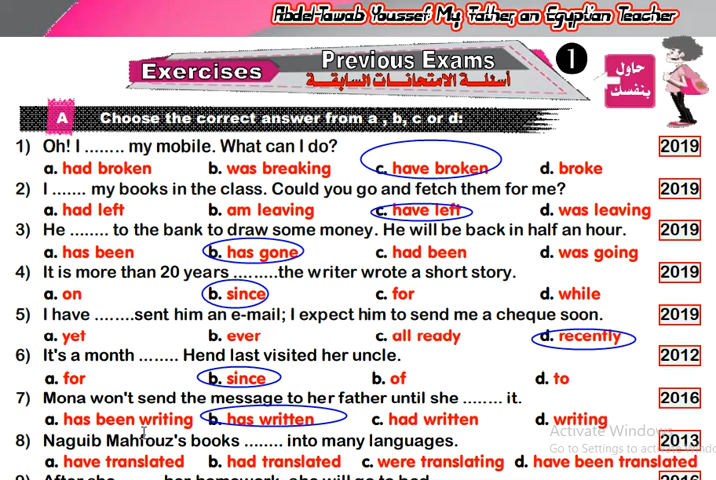 Abdel-Tawab Youssef: My Father an Egyptian Teacher
Exercises
Previous Exams
أسئلة الامتحانات السابقة
1
حاول
بنفسك
A Choose the correct answer from a , b, c or d:
1) Oh! I ........ my mobile. What can I do? 2019
a. had broken b. was breaking c. have broken d. broke
2) I ....... my books in the class. Could you go and fetch them for me? 2019
a. had left b. am leaving c. have left d. was leaving
3) He ........ to the bank to draw some money. He will be back in half an hour. 2019
a. has been b. has gone c. had been d. was going
4) It is more than 20 years .........the writer wrote a short story. 2019
a. on b. since c. for d. while
5) I have ........sent him an e-mail; I expect him to send me a cheque soon. 2019
a. yet b. ever c. all ready d. recently
6) It's a month ........ Hend last visited her uncle. 2012
a. for b. since b. of d. to
7) Mona won't send the message to her father until she ........ it. 2016
a. has been writing b. has written c. had written d. writing
Activate Windows
8) Naguib Mahfouz's books ........ into many languages. 2013
Go to Settings to activate Windows
a. have translated b. had translated c. were translating d. have been translated